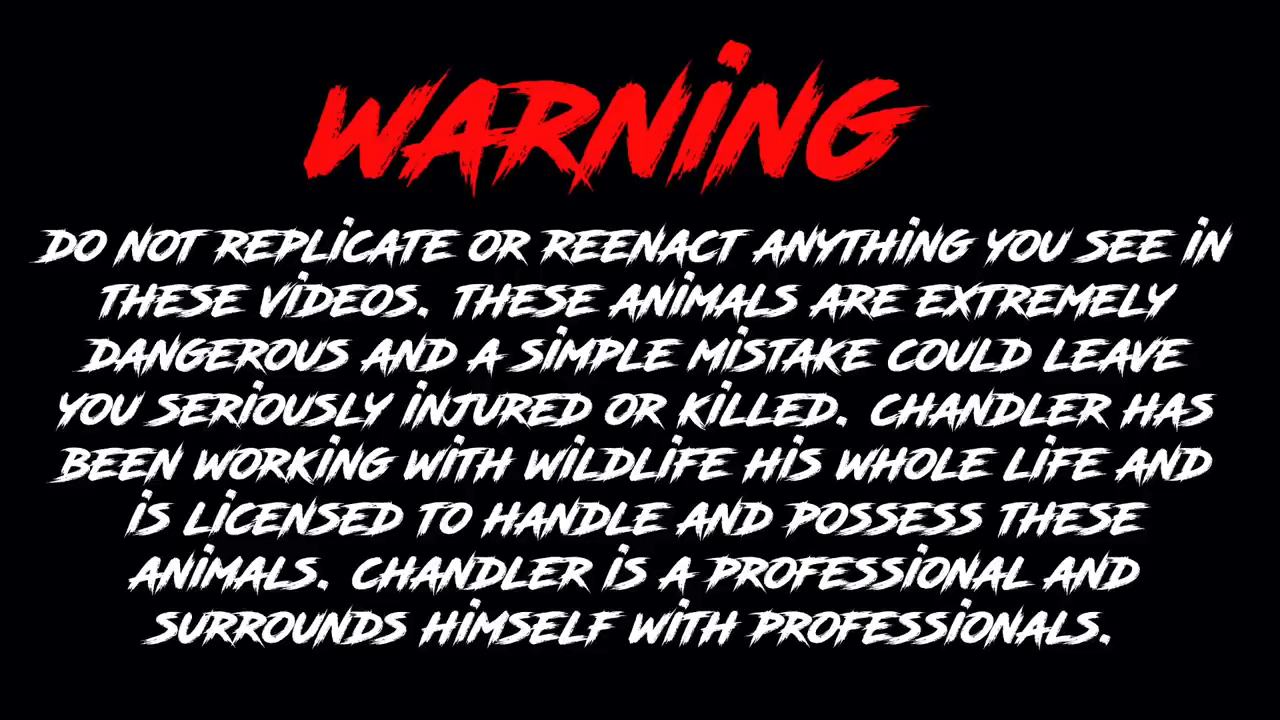 WARNING
DO NOT REPLICATE OR REENACT ANYTHING YOU SEE IN
THESE VIDEOS. THESE ANIMALS ARE EXTREMELY
DANGEROUS AND A SIMPLE MISTAKE COULD LEAVE
YOU SERIOUSLY INJURED OR KILLED. CHANDLER HAS
BEEN WORKING WITH WILDLIFE HIS WHOLE LIFE AND
IS LICENSED TO HANDLE AND POSSESS THESE
ANIMALS. CHANDLER IS A PROFESSIONAL AND
SURROUNDS HIMSELF WITH PROFESSIONALS.